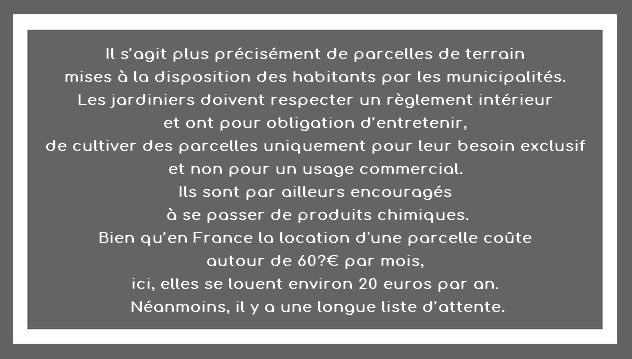 Il s'agit plus précisément de parcelles de terrain
mises à la disposition des habitants par les municipalités.
Les jardiniers doivent respecter un règlement intérieur
et ont pour obligation d'entretenir,
de cultiver des parcelles uniquement pour leur besoin exclusif
et non pour un usage commercial.
Ils sont par ailleurs encouragés
à se passer de produits chimiques.
Bien qu'en France la location d'une parcelle coûte
autour de 60?€ par mois,
ici, elles se louent environ 20 euros par an.
Néanmoins, il y a une longue liste d'attente.